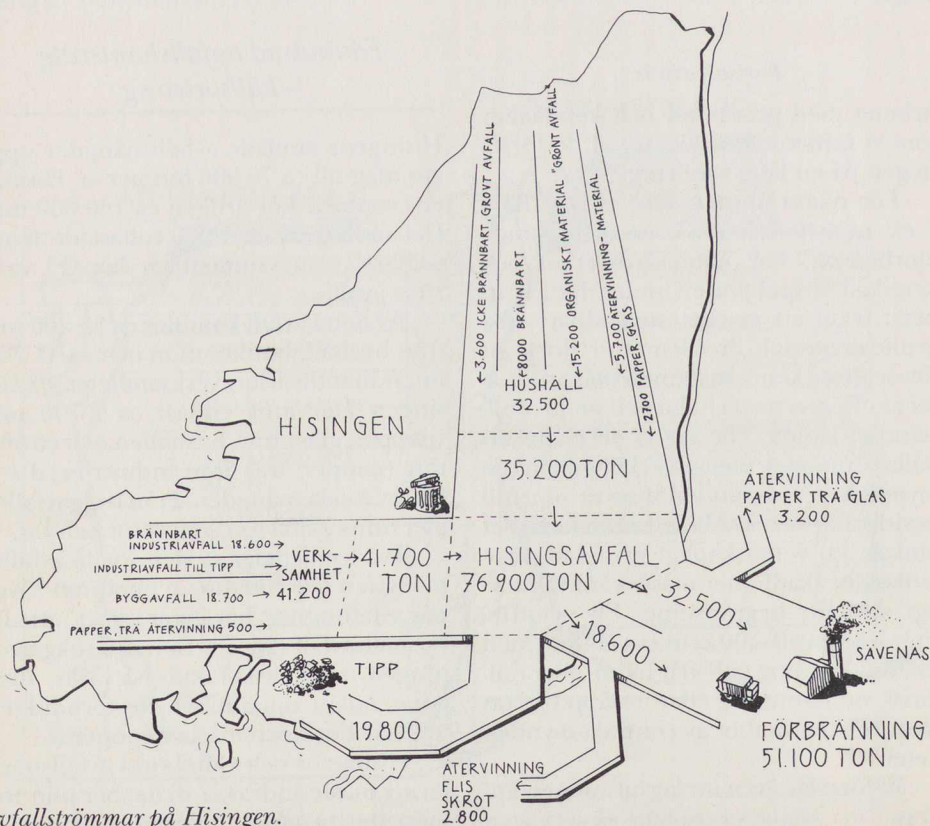 ←3.600 ICKE BRÄNNBART, GROVT AVFALL
←8000 BRÄNNBART
←15.200 ORGANISKT MATERIAL "GRÖNT AVFALL
←5.700 ÅTERVINNING- MATERIAL
←2700 PAPPER, GLAS
HUSHÅLL
32.500
HISINGEN
35.200 TON
ÅTERVINNING
PAPPER TRÄ GLAS
3.200
BRÄNNBART
INDUSTRIAVFALL 18.600→
INDUSTRIAVFALL TILL TIPP →
BYGGAVFALL 18.700 →
PAPPER, TRÄ ÅTERVINNING 500→
VERK-
SAMHET
41.200
→41.700
TON
→ HISINGSAVFALL
76.900 TON
32.500
18.600
SÄVENÄS
TIPP
19.800
FÖRBRÄNNING
51.100 TON
ÅTERVINNING
FLIS
SKROT
2.800
vfallströmmar på Hisingen.